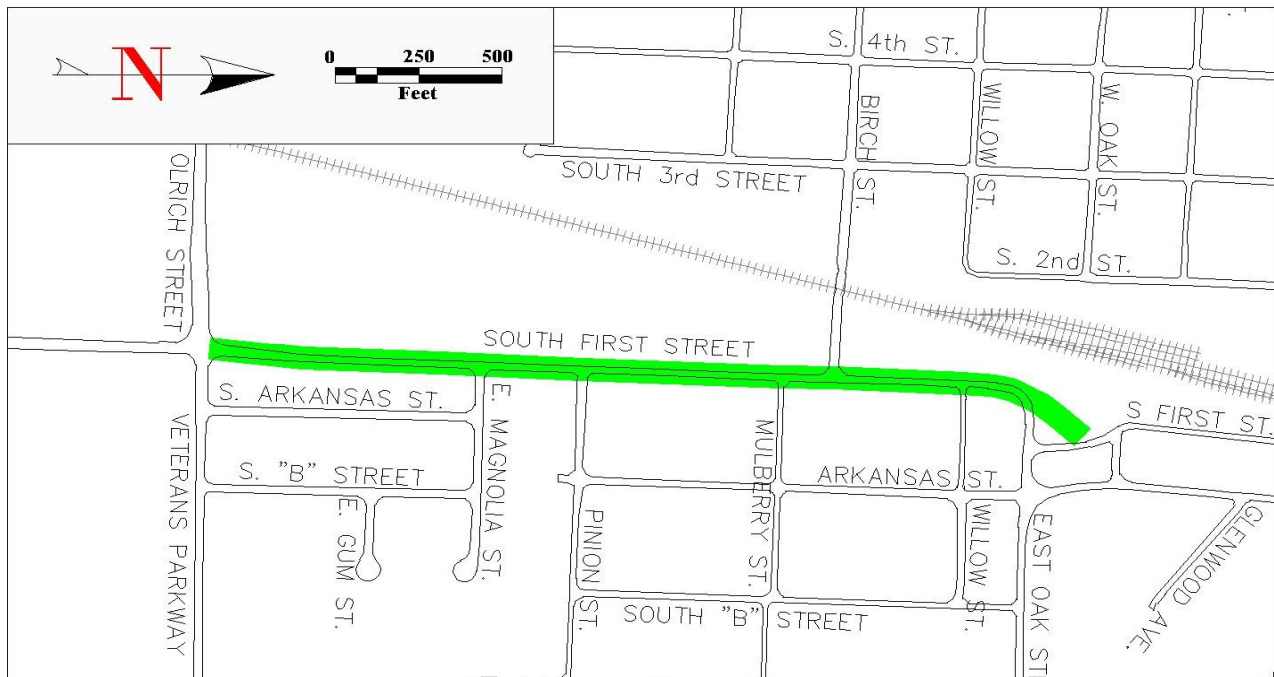 N
0 250 500
Feet
S. 4th ST.
BIRCH ST.
WILLOW ST.
W. OAK ST.
OLRICH STREET
SOUTH 3rd STREET
S. 2nd ST.
SOUTH FIRST STREET
S. ARKANSAS ST.
E. MAGNOLIA ST.
S FIRST ST.
VETERANS PARKWAY
S. "B" STREET
MULBERRY ST.
ARKANSAS ST.
E. GUM ST.
PINION ST.
WILLOW ST.
EAST OAK ST
GLENWOOD AVE.
SOUTH "B" STREET